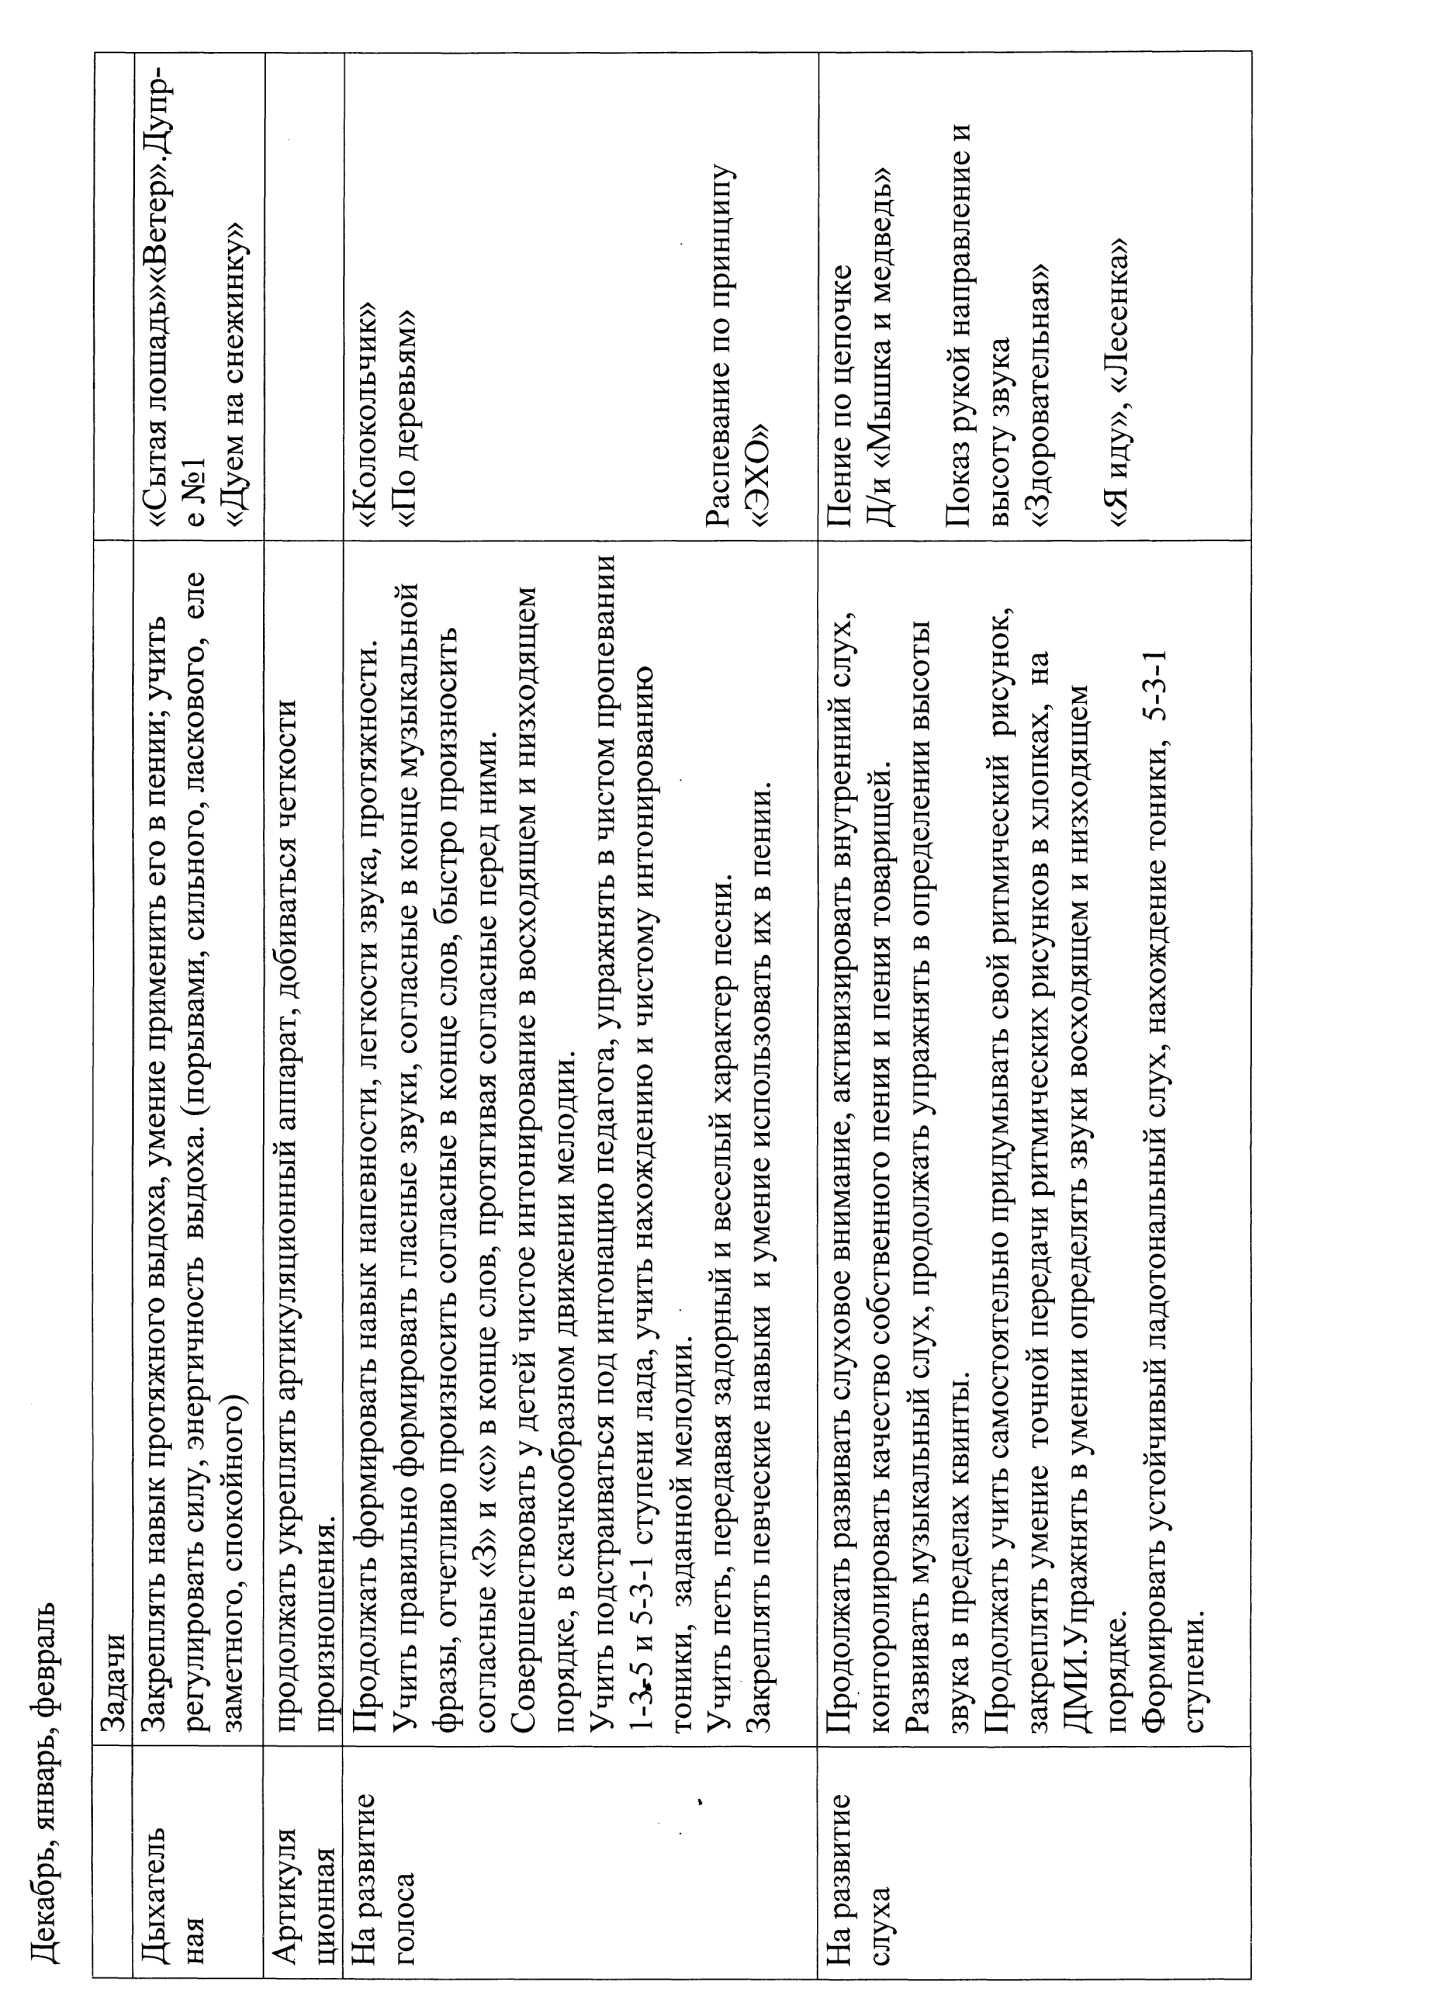 Декабрь, январь, февраль
Задачи
Дыхатель
ная
Закреплять навык протяжного выдоха, умение применить его в пении; учить
регулировать силу, энергичность выдоха. (порывами, сильного, ласкового, еле
заметного, спокойного)
«Сытая лошадь»«Ветер».Дупр-
е №1
«Дуем на снежинку»
Артикуля
ционная
продолжать укреплять артикуляционный аппарат, добиваться четкости
произношения.
На развитие
голоса
Продолжать формировать навык напевности, легкости звука, протяжности.
Учить правильно формировать гласные звуки, согласные в конце музыкальной
фразы, отчетливо произносить согласные в конце слов, быстро произносить
согласные «З» и «с» в конце слов, протягивая согласные перед ними.
Совершенствовать у детей чистое интонирование в восходящем и низходящем
порядке, в скачкообразном движении мелодии.
Учить подстраиваться под интонацию педагога, упражнять в чистом пропевании
1-3-5 и 5-3-1 ступени лада, учить нахождению и чистому интонированию
тоники, заданной мелодии.
Учить петь, передавая задорный и веселый характер песни.
Закреплять певческие навыки и умение использовать их в пении.
«Колокольчик»
«По деревьям»
Распевание по принципу
«ЭХО»
На развитие
слуха
Продолжать развивать слуховое внимание, активизировать внутренний слух,
конторолировать качество собственного пения и пения товарищей.
Развивать музыкальный слух, продолжать упражнять в определении высоты
звука в пределах квинты.
Продолжать учить самостоятельно придумывать свой ритмический рисунок,
закреплять умение точной передачи ритмических рисунков в хлопках, на
ДМИ.Упражнять в умении определять звуки восходящем и низходящем
порядке.
Формировать устойчивый ладотональный слух, нахождение тоники, 5-3-1
ступени.
Пение по цепочке
Д/и «Мышка и медведь»
Показ рукой направление и
высоту звука
«Здоровательная»
«Я иду», «Лесенка»